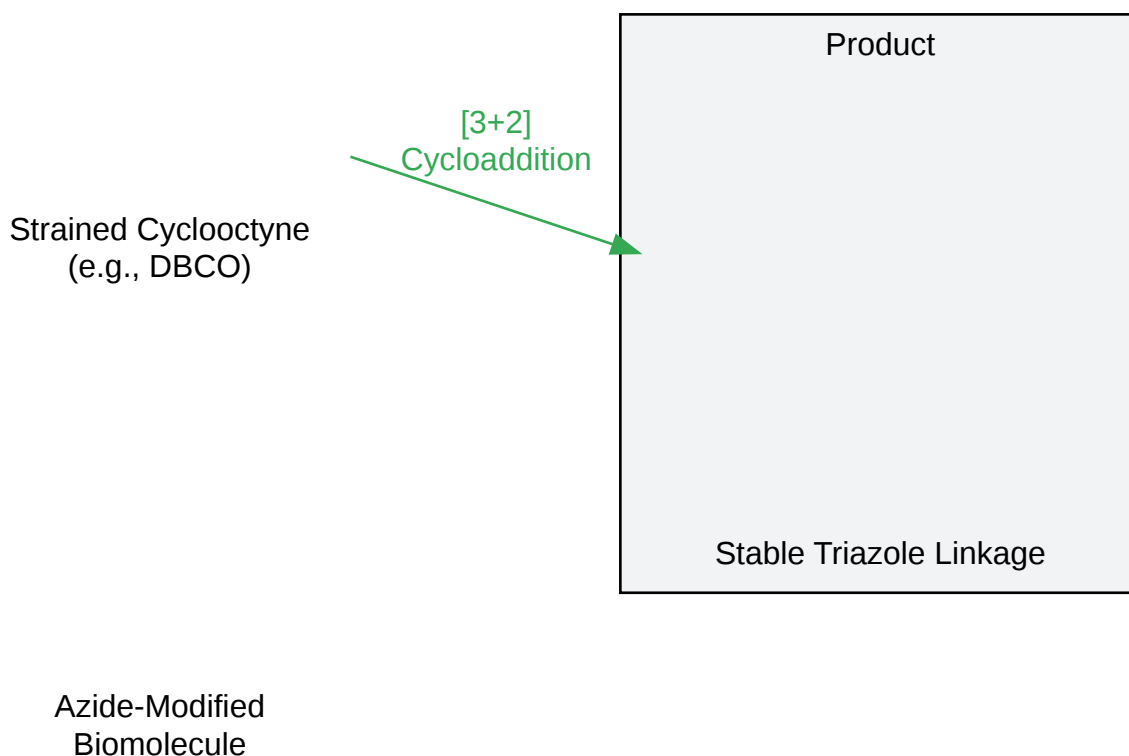 Product
[3+2]
Cycloaddition
Strained Cyclooctyne
(e.g., DBCO)
Stable Triazole Linkage
Azide-Modified
Biomolecule